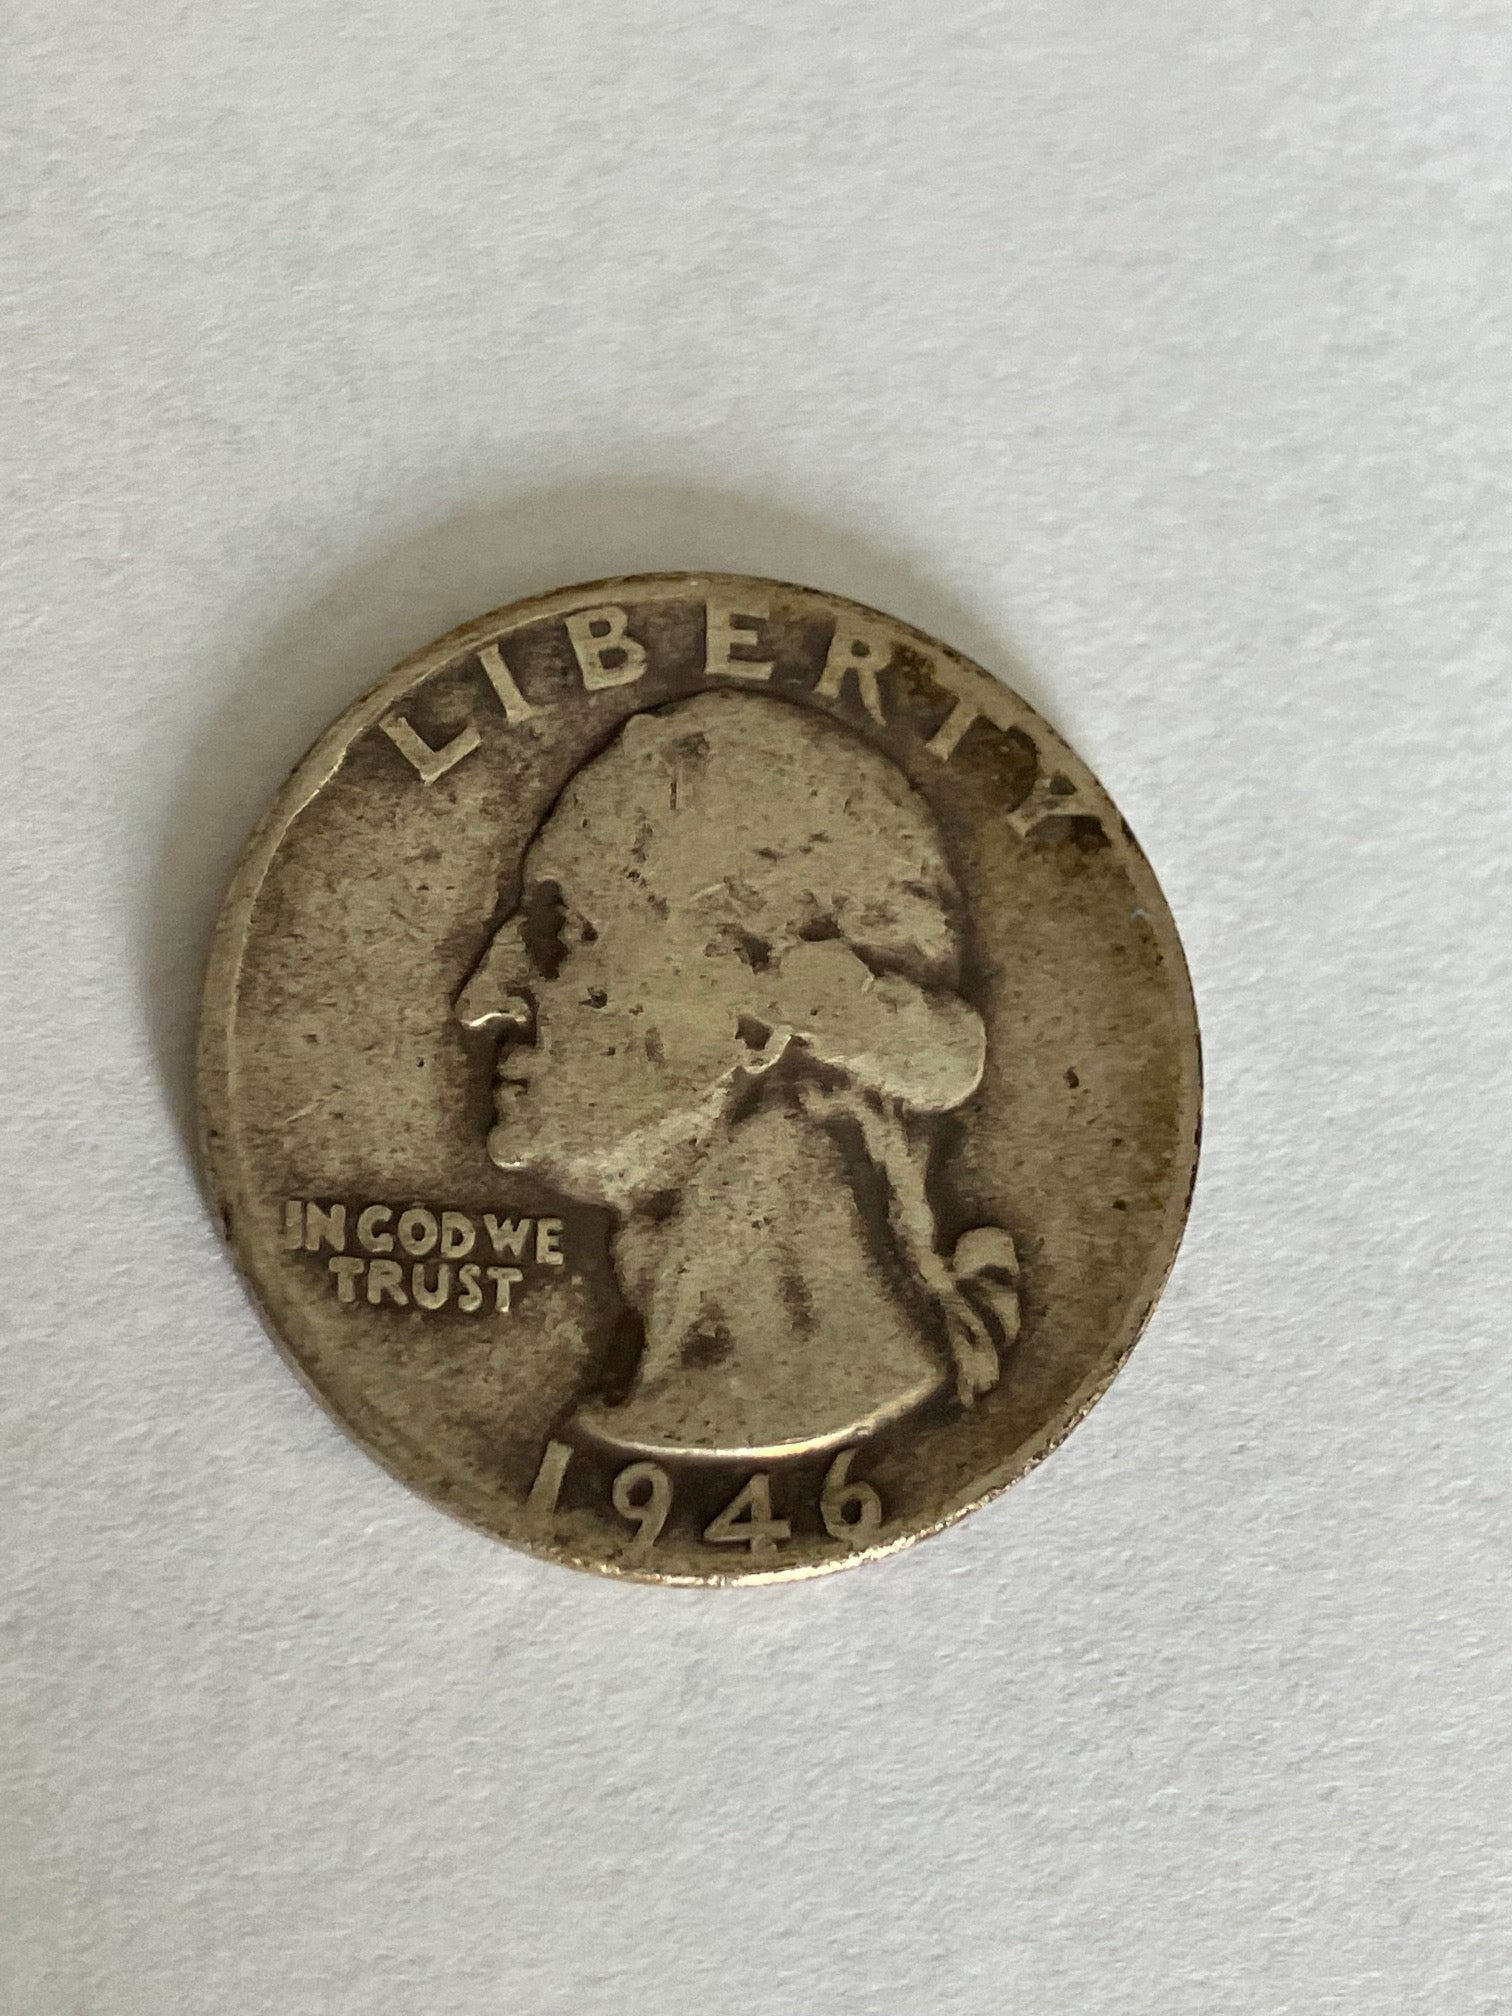 LIBERTY
IN GOD WE
TRUST
1946